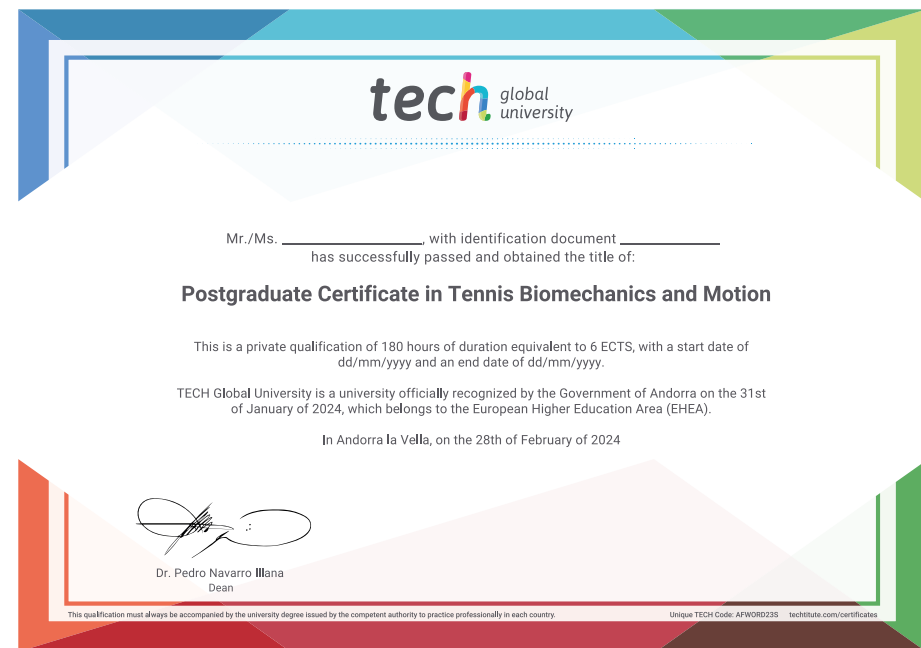 tech global university
Mr./Ms. ____________________, with identification document ______________
has successfully passed and obtained the title of:
Postgraduate Certificate in Tennis Biomechanics and Motion
This is a private qualification of 180 hours of duration equivalent to 6 ECTS, with a start date of
dd/mm/yyyy and an end date of dd/mm/yyyy.
TECH Global University is a university officially recognized by the Government of Andorra on the 31st
of January of 2024, which belongs to the European Higher Education Area (EHEA).
In Andorra la Vella, on the 28th of February of 2024
Dr. Pedro Navarro Illana
Dean
This qualification must always be accompanied by the university degree issued by the competent authority to practice professionally in each country. Unique TECH Code: AFWORD23S techtitute.com/certificates